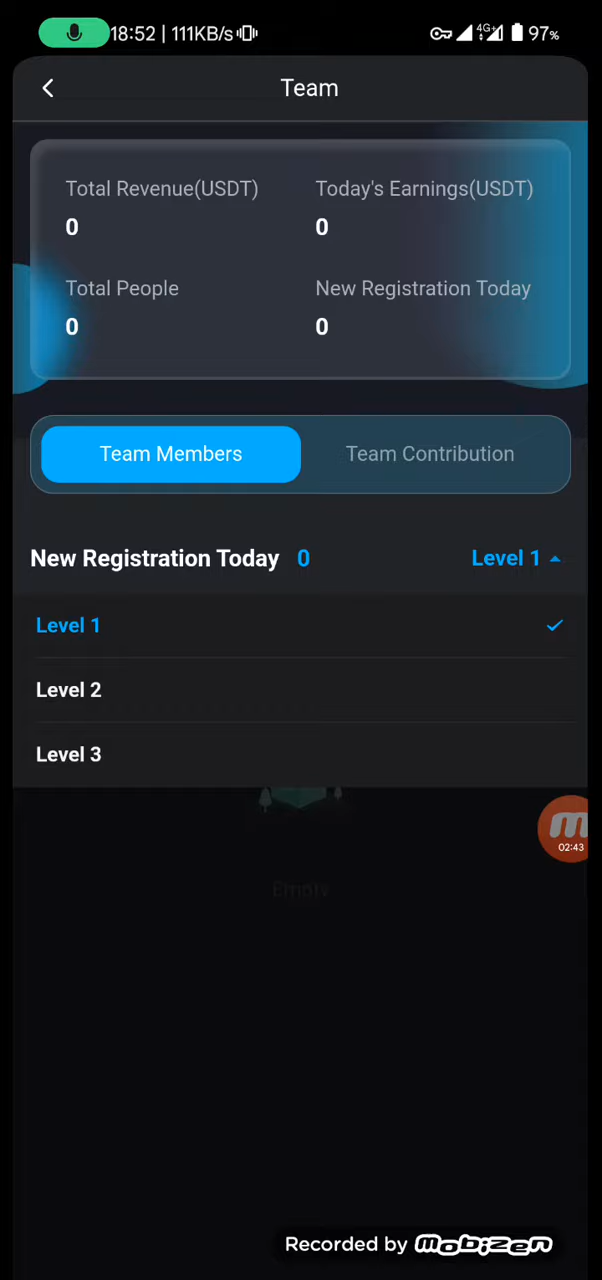 18:52 | 111KB/s 4G+ 97%
Team
Total Revenue(USDT) Today's Earnings(USDT)
0 0
Total People New Registration Today
0 0
Team Members Team Contribution
New Registration Today 0 Level 1
Level 1
Level 2
Level 3
m
02:43
Empty
Recorded by mobizen